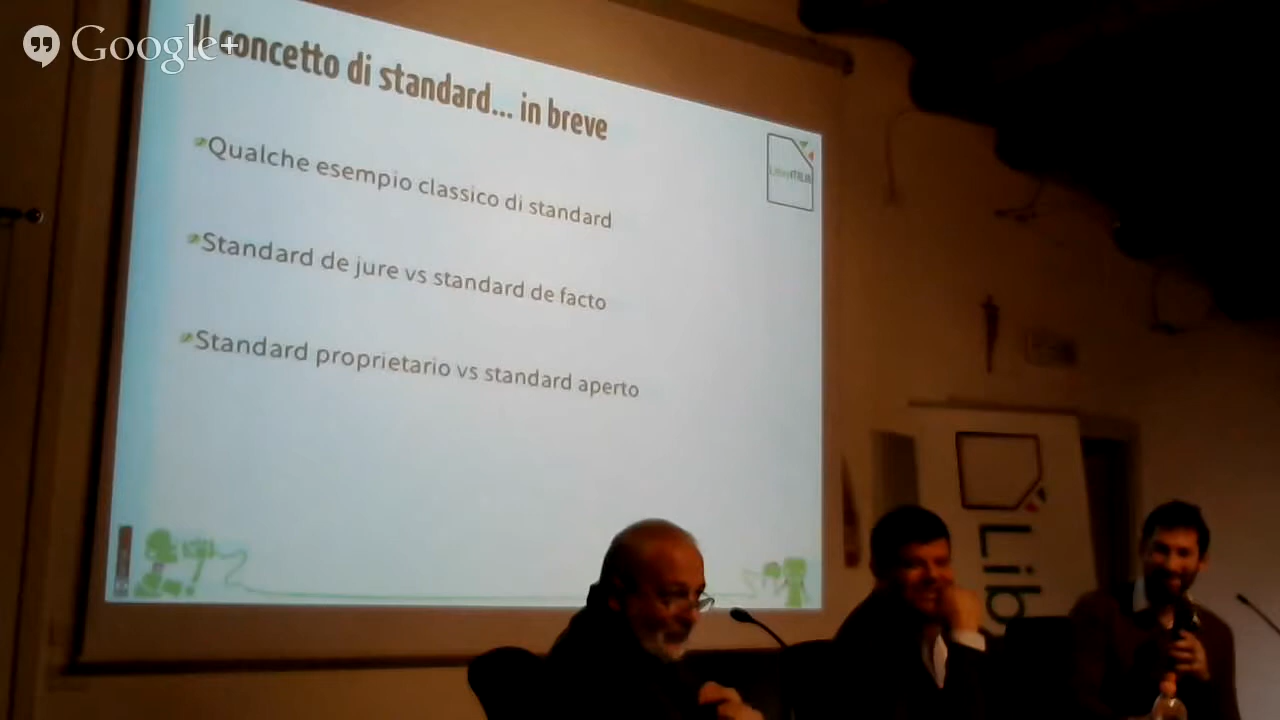 Google+
Il concetto di standard... in breve
LibreITALIA
Qualche esempio classico di standard
Standard de jure vs standard de facto
Standard proprietario vs standard aperto
Lib